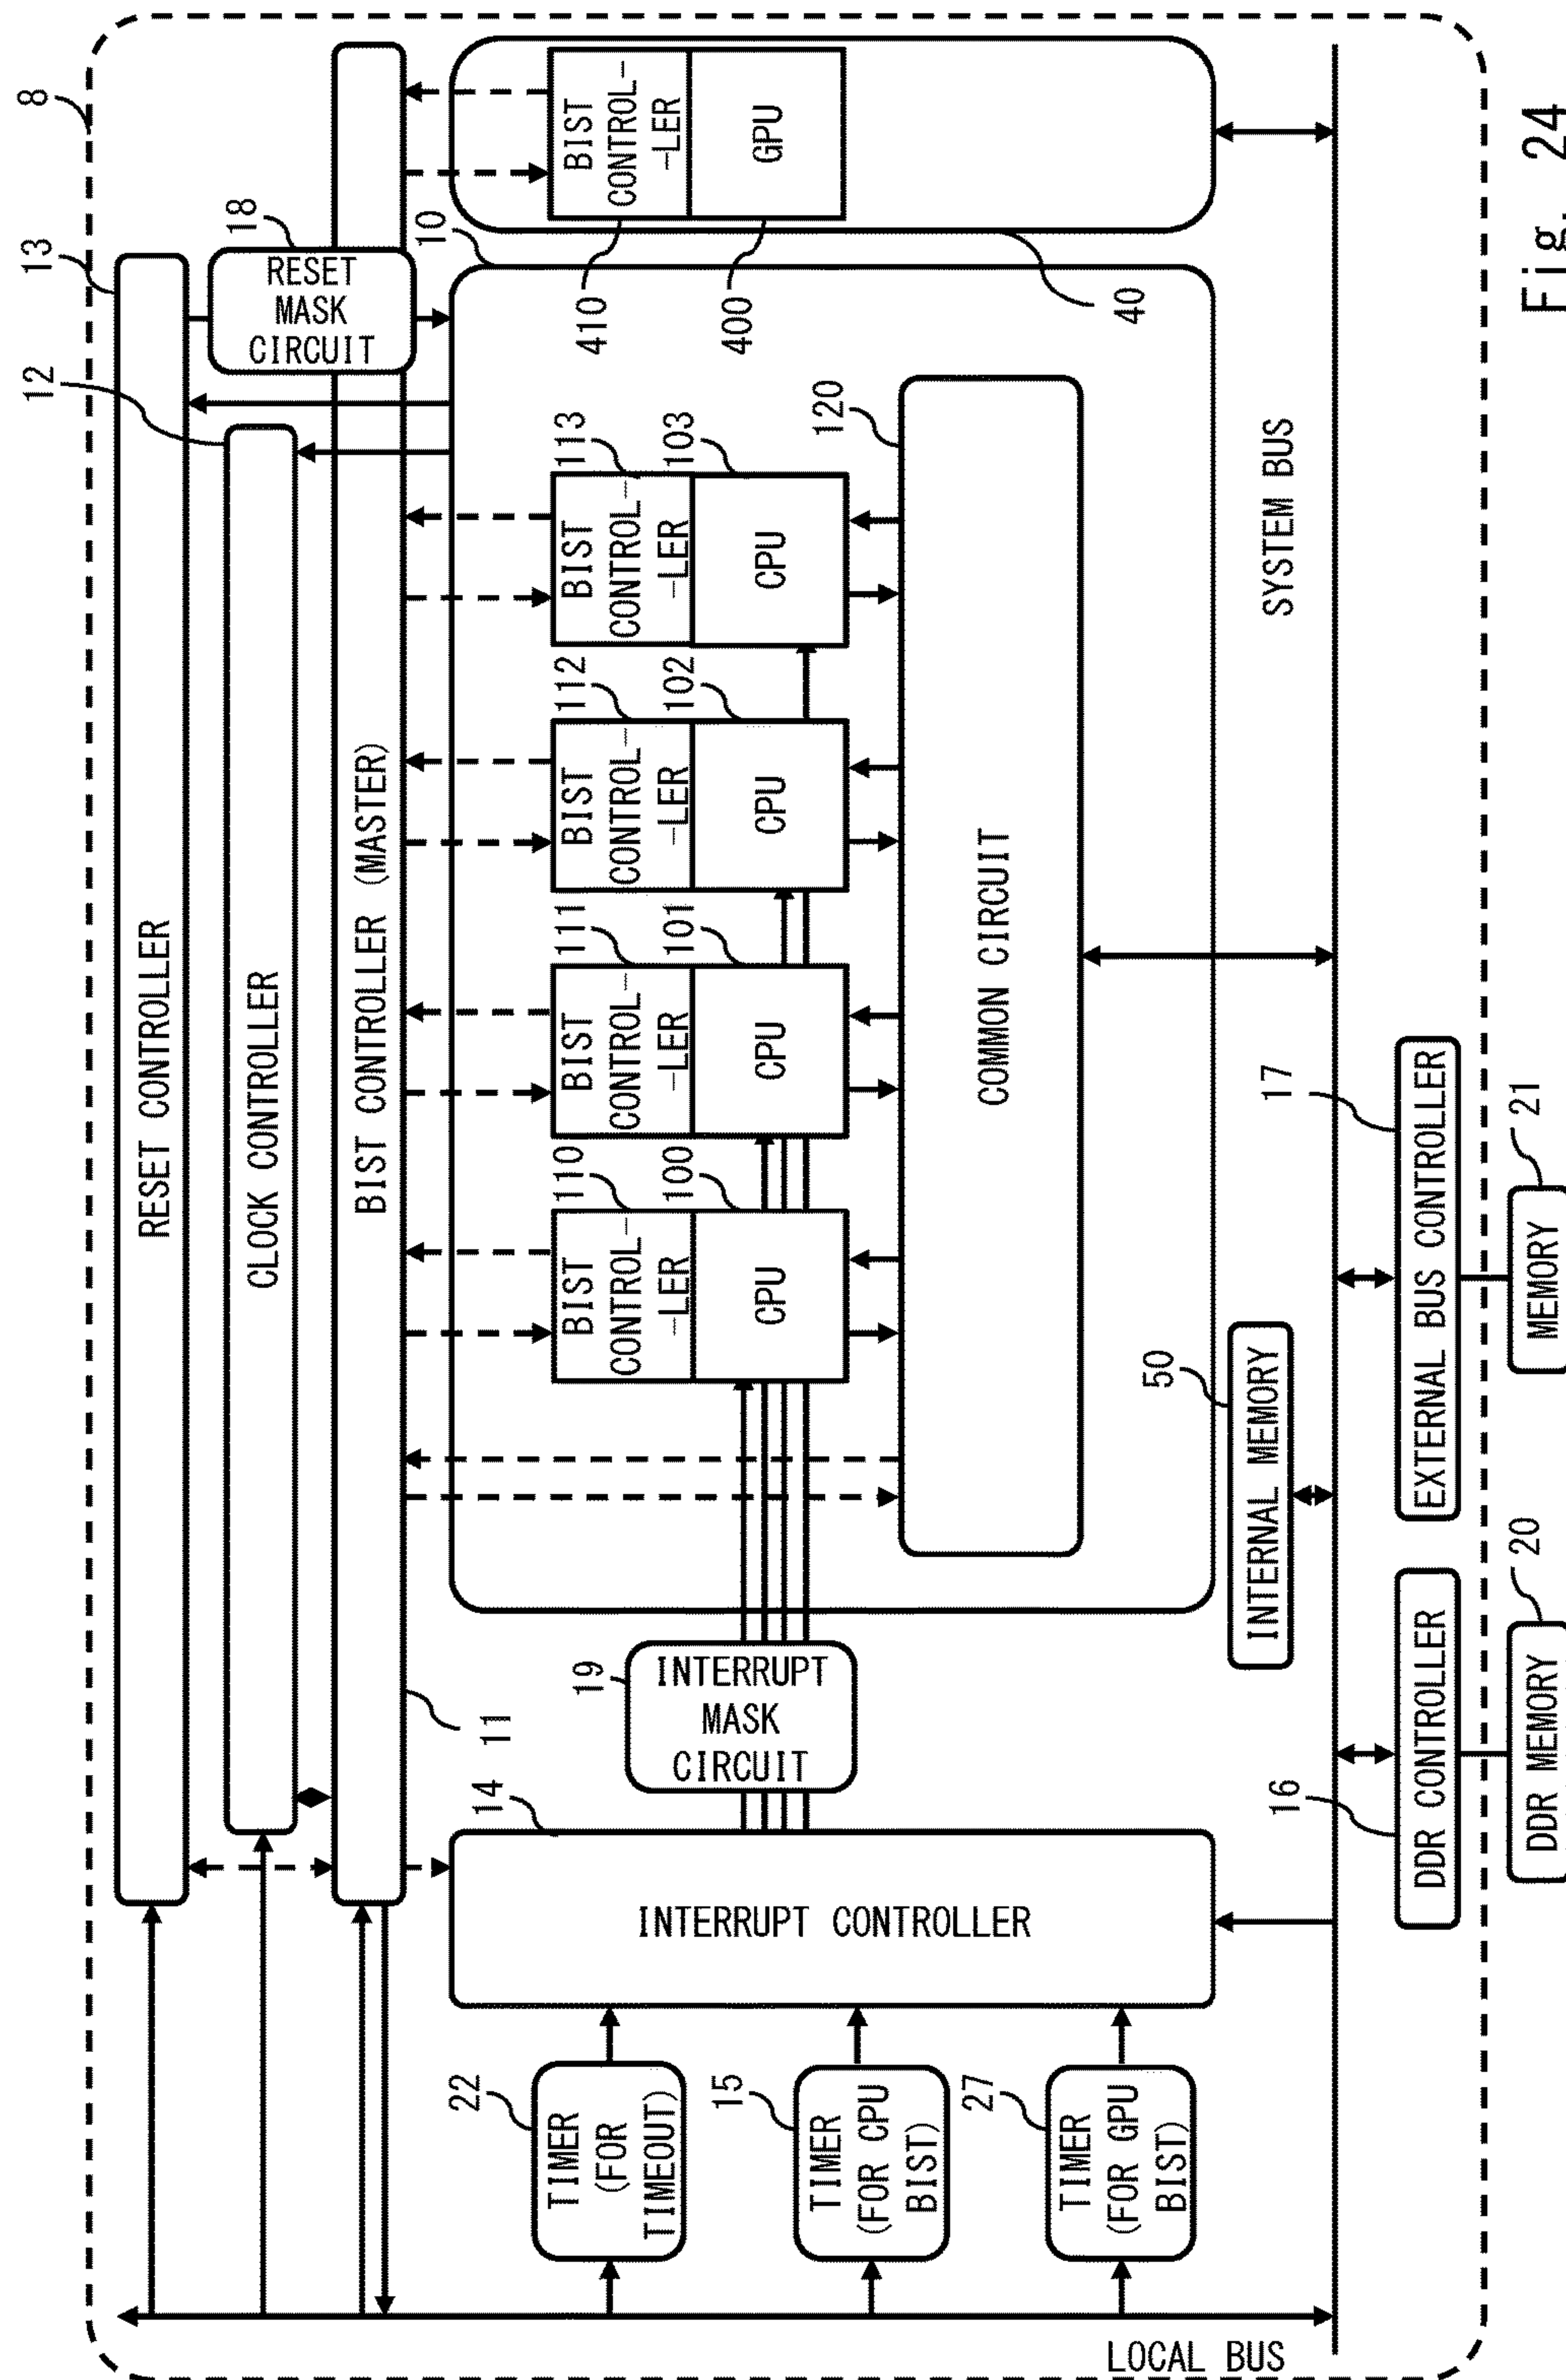 8
13
RESET CONTROLLER
18
RESET
MASK
CIRCUIT
12
CLOCK CONTROLLER
BIST CONTROLLER (MASTER)
11
10
14
INTERRUPT CONTROLLER
22
TIMER
(FOR
TIMEOUT)
15
TIMER
(FOR CPU
BIST)
27
TIMER
(FOR GPU
BIST)
19
INTERRUPT
MASK
CIRCUIT
110
BIST
CONTROL-
-LER
100
CPU
111
BIST
CONTROL-
-LER
101
CPU
112
BIST
CONTROL-
-LER
102
CPU
113
BIST
CONTROL-
-LER
103
CPU
410
BIST
CONTROL-
-LER
400
GPU
40
120
COMMON CIRCUIT
50
INTERNAL MEMORY
SYSTEM BUS
LOCAL BUS
16
DDR CONTROLLER
17
EXTERNAL BUS CONTROLLER
20
DDR MEMORY
21
MEMORY
Fig. 24